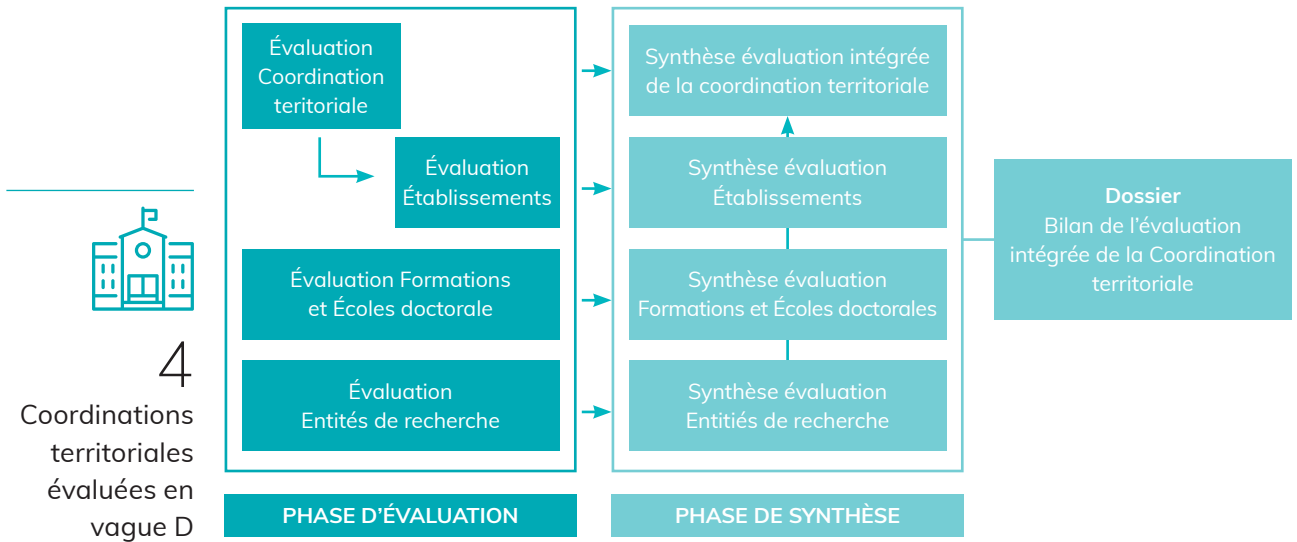 Évaluation
Coordination
teritoriale
Évaluation
Établissements
Évaluation Formations
et Écoles doctorale
Évaluation
Entités de recherche
PHASE D’ÉVALUATION
Synthèse évaluation intégrée
de la coordination territoriale
Synthèse évaluation
Établissements
Synthèse évaluation
Formations et Écoles doctorales
Synthèse évaluation
Entitiés de recherche
PHASE DE SYNTHÈSE
Dossier
Bilan de l’évaluation
intégrée de la Coordination
territoriale
4
Coordinations
territoriales
évaluées en
vague D